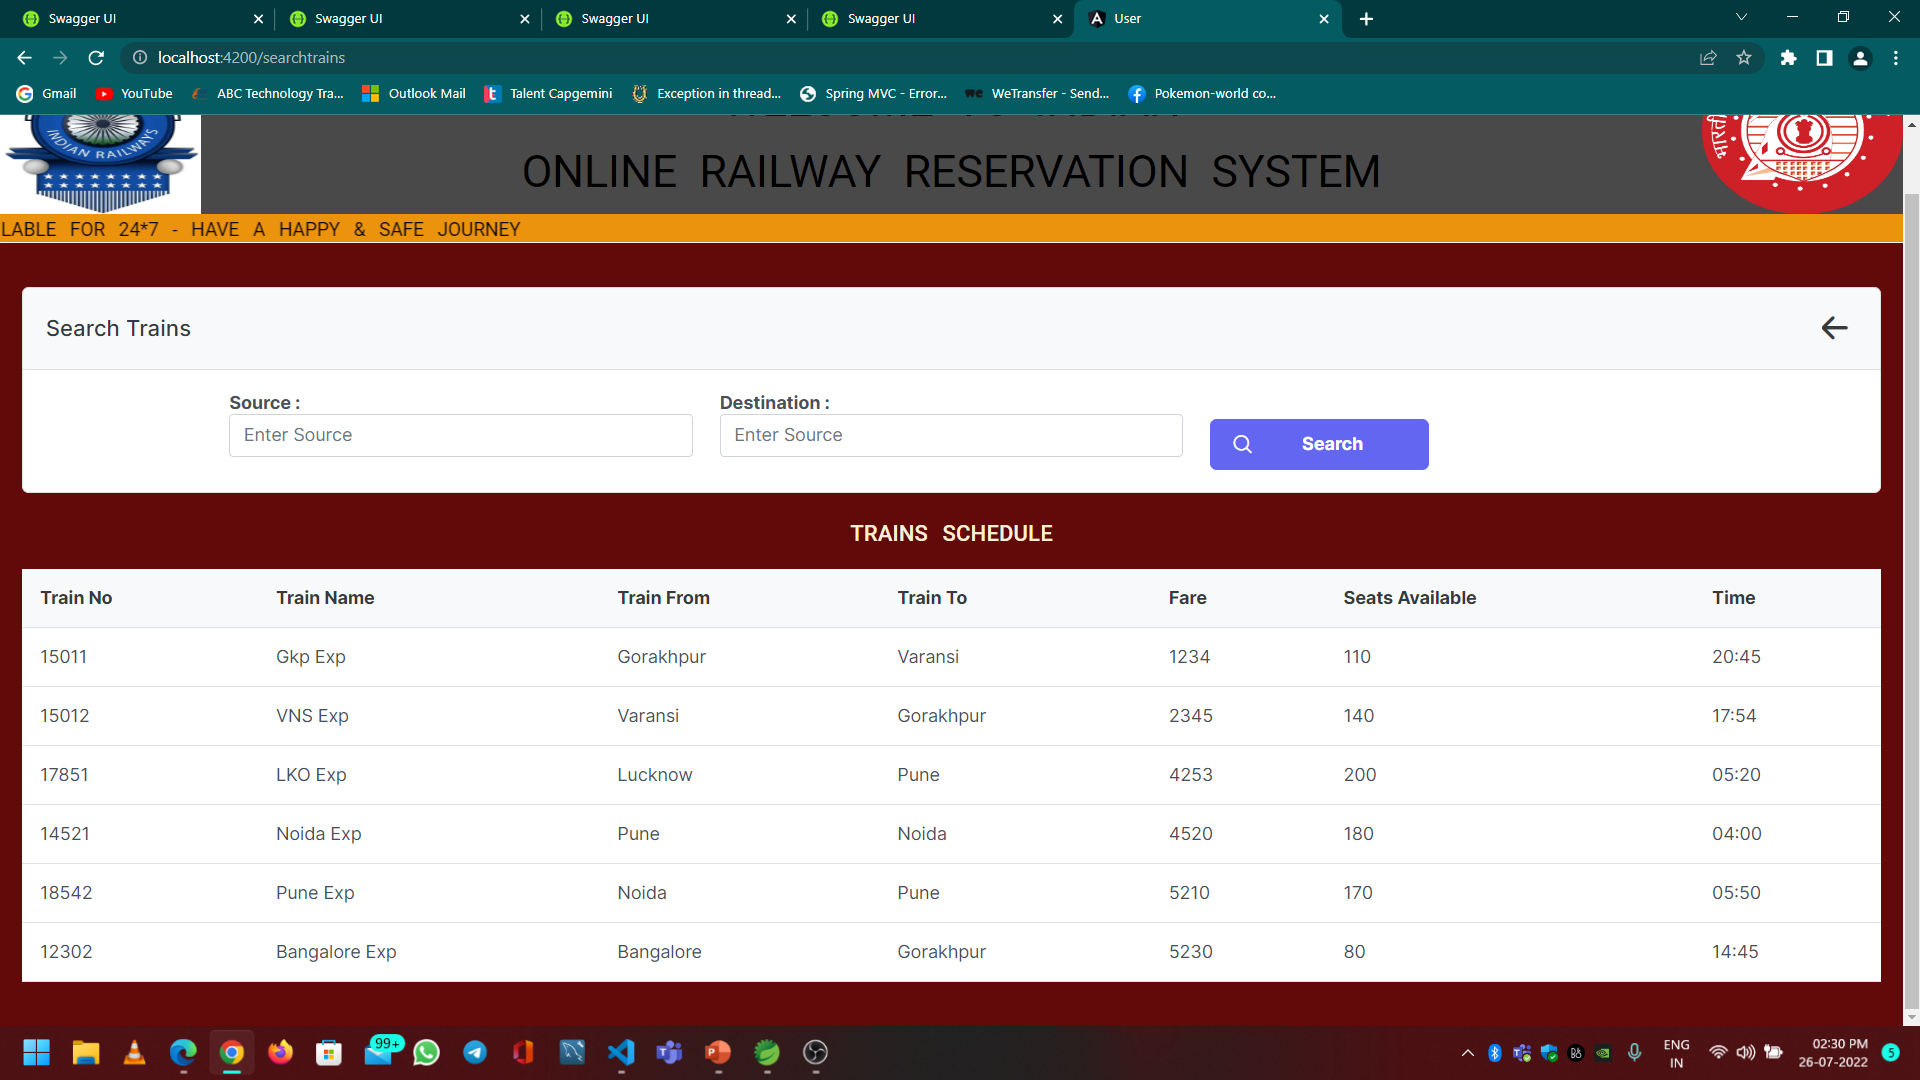 Swagger UI Swagger UI Swagger UI Swagger UI User
localhost:4200/searchtrains
Gmail YouTube ABC Technology Tra... Outlook Mail Talent Capgemini Exception in thread... Spring MVC - Error... WeTransfer - Send... Pokemon-world co...
INDIAN RAILWAYS
ONLINE RAILWAY RESERVATION SYSTEM
LABLE FOR 24*7 - HAVE A HAPPY & SAFE JOURNEY
Search Trains
Source : Destination :
Enter Source Enter Source Search
TRAINS SCHEDULE
Train No Train Name Train From Train To Fare Seats Available Time
15011 Gkp Exp Gorakhpur Varansi 1234 110 20:45
15012 VNS Exp Varansi Gorakhpur 2345 140 17:54
17851 LKO Exp Lucknow Pune 4253 200 05:20
14521 Noida Exp Pune Noida 4520 180 04:00
18542 Pune Exp Noida Pune 5210 170 05:50
12302 Bangalore Exp Bangalore Gorakhpur 5230 80 14:45
99+
ENG
IN
02:30 PM
26-07-2022
5